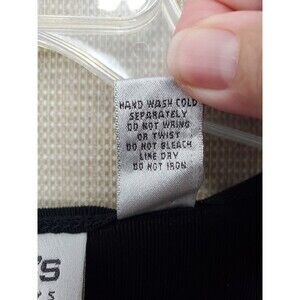 HAND WASH COLD
SEPARATELY
DO NOT WRING
OR TWIST
DO NOT BLEACH
LINE DRY
DO NOT IRON
'S